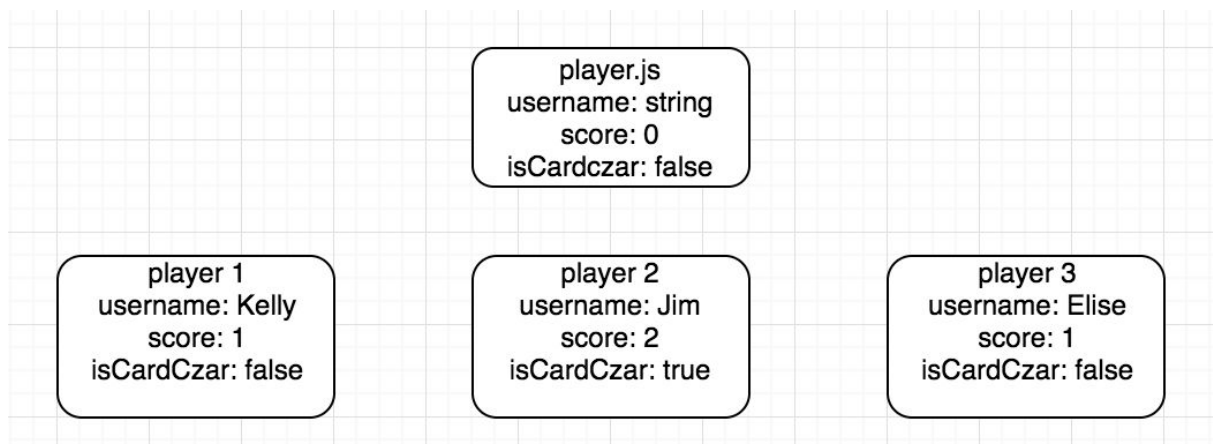 player.js
username: string
score: 0
isCardczar: false
player 1
username: Kelly
score: 1
isCardCzar: false
player 2
username: Jim
score: 2
isCardCzar: true
player 3
username: Elise
score: 1
isCardCzar: false